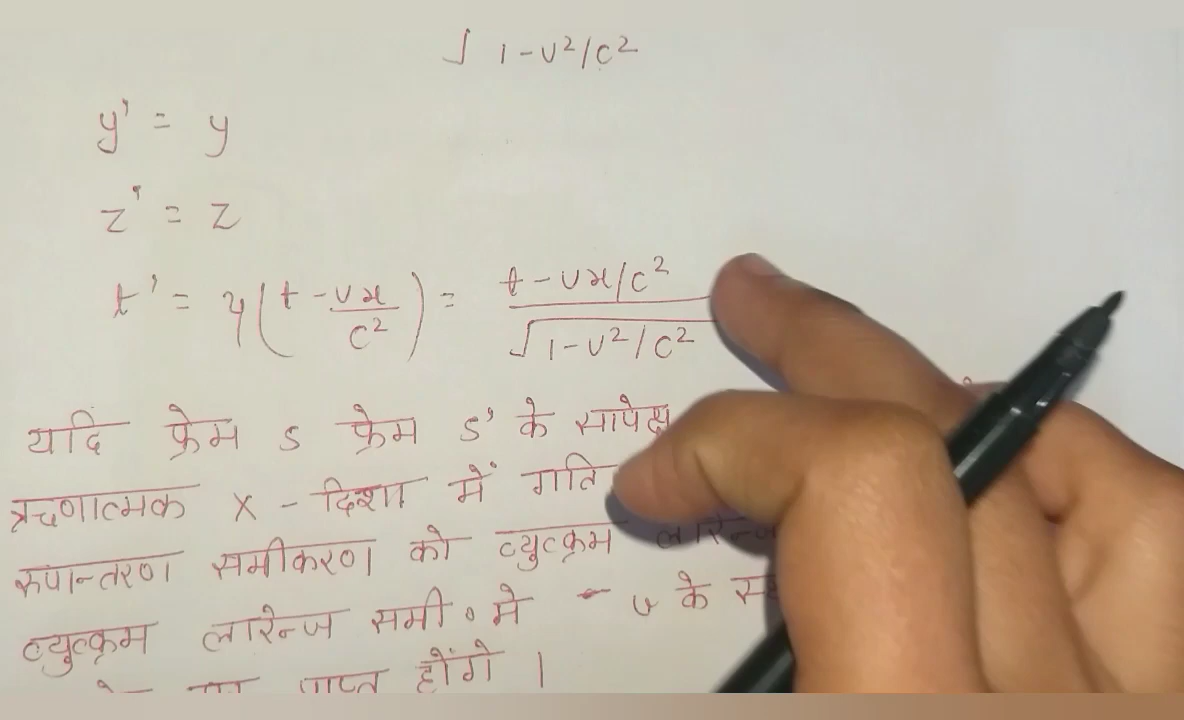 √ 1-v²/c²
y' = y
z' = z
t' = γ(t - vx/c²) = t - vx/c² / √1-v²/c²
यदि फ्रेम S फ्रेम S' के सापेक्ष
ऋणात्मक X - दिशा में गति
रुपान्तरण समीकरण को व्युत्क्रम लारेन्ज
व्युत्क्रम लारेन्ज समी० मे - v के
प्राप्त होंगे ।